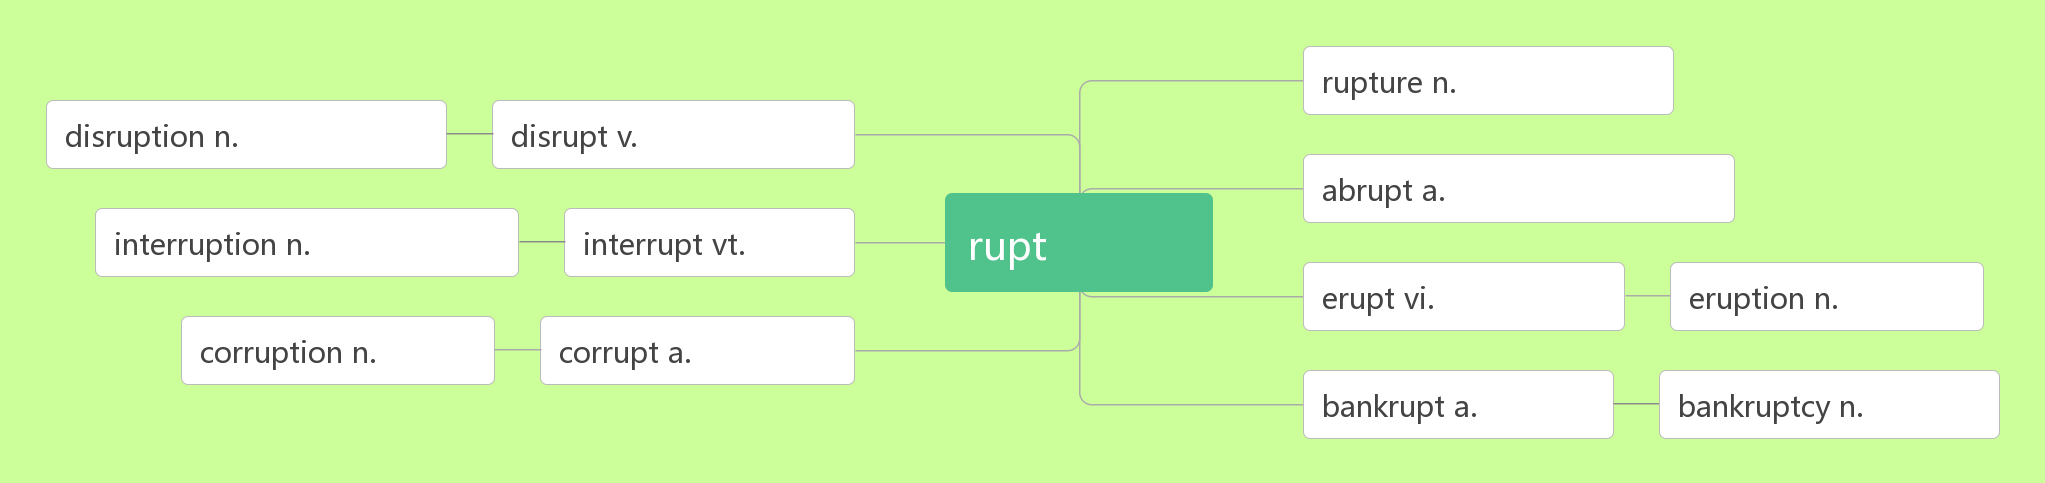 rupt
rupture n.
abrupt a.
erupt vi.
eruption n.
bankrupt a.
bankruptcy n.
disrupt v.
disruption n.
interrupt vt.
interruption n.
corrupt a.
corruption n.